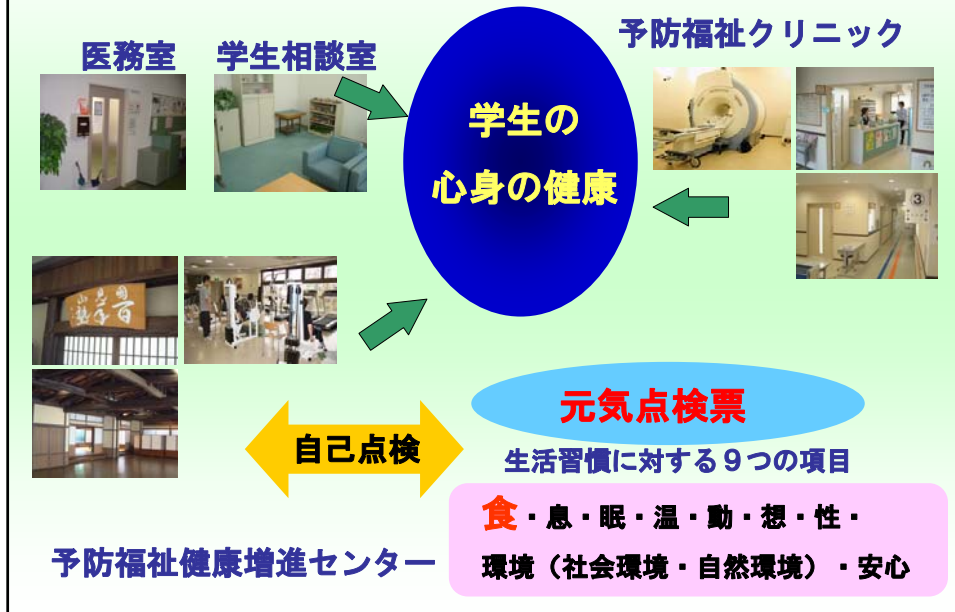 医務室
学生相談室
予防福祉クリニック
学生の
心身の健康
③
元気点検票
自己点検
生活習慣に対する９つの項目
食・息・眠・温・動・想・性・
環境（社会環境・自然環境）・安心
予防福祉健康増進センター